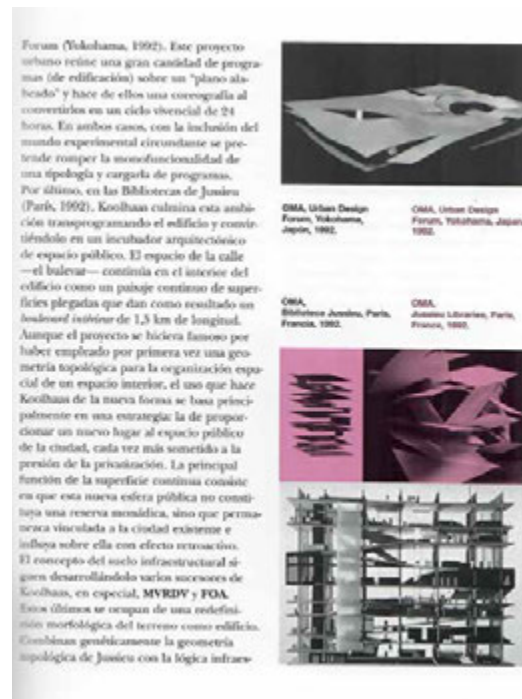 Forum (Yokohama, 1992). Este proyecto
urbano reúne una gran cantidad de progra-
mas (de edificación) sobre un "plano ala-
beado" y hace de ellos una coreografía al
convertirlos en un ciclo vivencial de 24
horas. En ambos casos, con la inclusión del
mundo experimental circundante se pre-
tende romper la monofuncionalidad de
una tipología y cargarla de programas.
Por último, en las Bibliotecas de Jussieu
(París, 1992), Koolhaas culmina esta ambi-
ción transprogramando el edificio y convir-
tiéndolo en un incubador arquitectónico
de espacio público. El espacio de la calle
—el bulevar— continúa en el interior del
edificio como un paisaje continuo de super-
ficies plegadas que dan como resultado un
boulevard intérieur de 1,5 km de longitud.
Aunque el proyecto se hiciera famoso por
haber empleado por primera vez una geo-
metría topológica para la organización espa-
cial de un espacio interior, el uso que hace
Koolhaas de la nueva forma se basa princi-
palmente en una estrategia: la de propor-
cionar un nuevo lugar al espacio público
de la ciudad, cada vez más sometido a la
presión de la privatización. La principal
función de la superficie continua consiste
en que esta nueva esfera pública no consti-
tuya una reserva monádica, sino que perma-
nezca vinculada a la ciudad existente e
influya sobre ella con efecto retroactivo.
El concepto del suelo infraestructural si-
guen desarrollándolo varios sucesores de
Koolhaas, en especial, MVRDV y FOA.
Estos últimos se ocupan de una redefini-
ción morfológica del terreno como edificio.
Combinan genéticamente la geometría
topológica de Jussieu con la lógica infraes-
OMA, Urban Design
Forum, Yokohama,
Japón, 1992.
OMA, Urban Design
Forum, Yokohama, Japan,
1992.
OMA,
Biblioteca Jussieu, París,
Francia, 1992.
OMA,
Jussieu Libraries, Paris,
France, 1992.